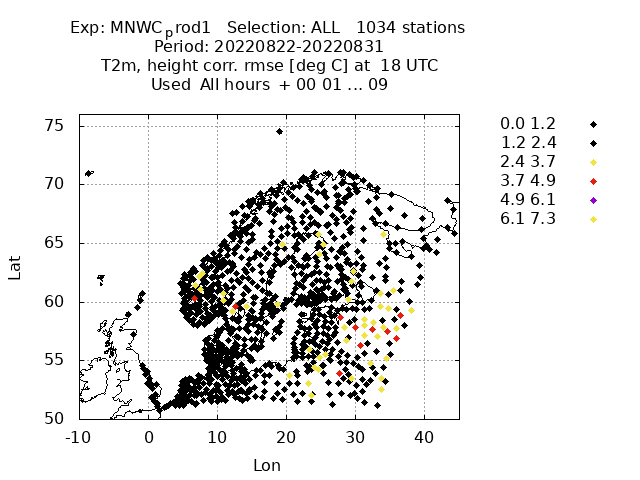 Exp: MNWCprod1 Selection: ALL 1034 stations
Period: 20220822-20220831
T2m, height corr. rmse [deg C] at 18 UTC
Used All hours + 00 01 ... 09
0.0 1.2
1.2 2.4
2.4 3.7
3.7 4.9
4.9 6.1
6.1 7.3
75
70
65
60
55
50
Lat
-10 0 10 20 30 40
Lon